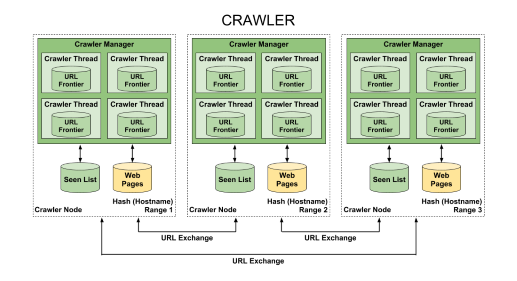 CRAWLER
Crawler Manager
Crawler Thread
URL
Frontier
Crawler Thread
URL
Frontier
Crawler Thread
URL
Frontier
Crawler Thread
URL
Frontier
Seen List
Web
Pages
Crawler Node
Hash (Hostname)
Range 1
Crawler Manager
Crawler Thread
URL
Frontier
Crawler Thread
URL
Frontier
Crawler Thread
URL
Frontier
Crawler Thread
URL
Frontier
Seen List
Web
Pages
Crawler Node
Hash (Hostname)
Range 2
Crawler Manager
Crawler Thread
URL
Frontier
Crawler Thread
URL
Frontier
Crawler Thread
URL
Frontier
Crawler Thread
URL
Frontier
Seen List
Web
Pages
Crawler Node
Hash (Hostname)
Range 3
URL Exchange
URL Exchange
URL Exchange